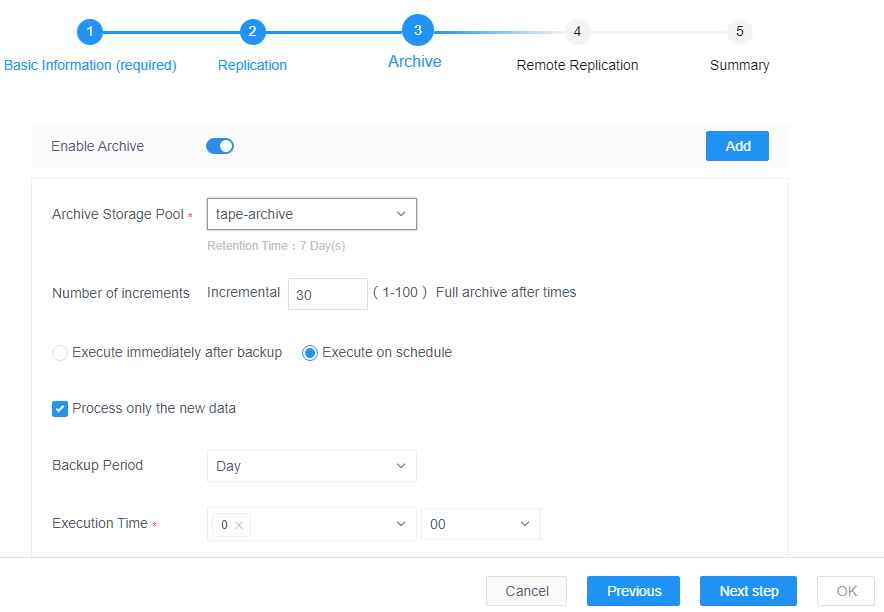 1 2 3 4 5
Basic Information (required) Replication Archive Remote Replication Summary
Enable Archive Add
Archive Storage Pool * tape-archive
Retention Time : 7 Day(s)
Number of increments Incremental 30 ( 1-100 ) Full archive after times
Execute immediately after backup Execute on schedule
Process only the new data
Backup Period Day
Execution Time * 0 × 00
Cancel Previous Next step OK